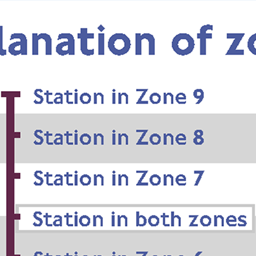 lanation of zo
Station in Zone 9
Station in Zone 8
Station in Zone 7
Station in both zones
Station in Zone 6